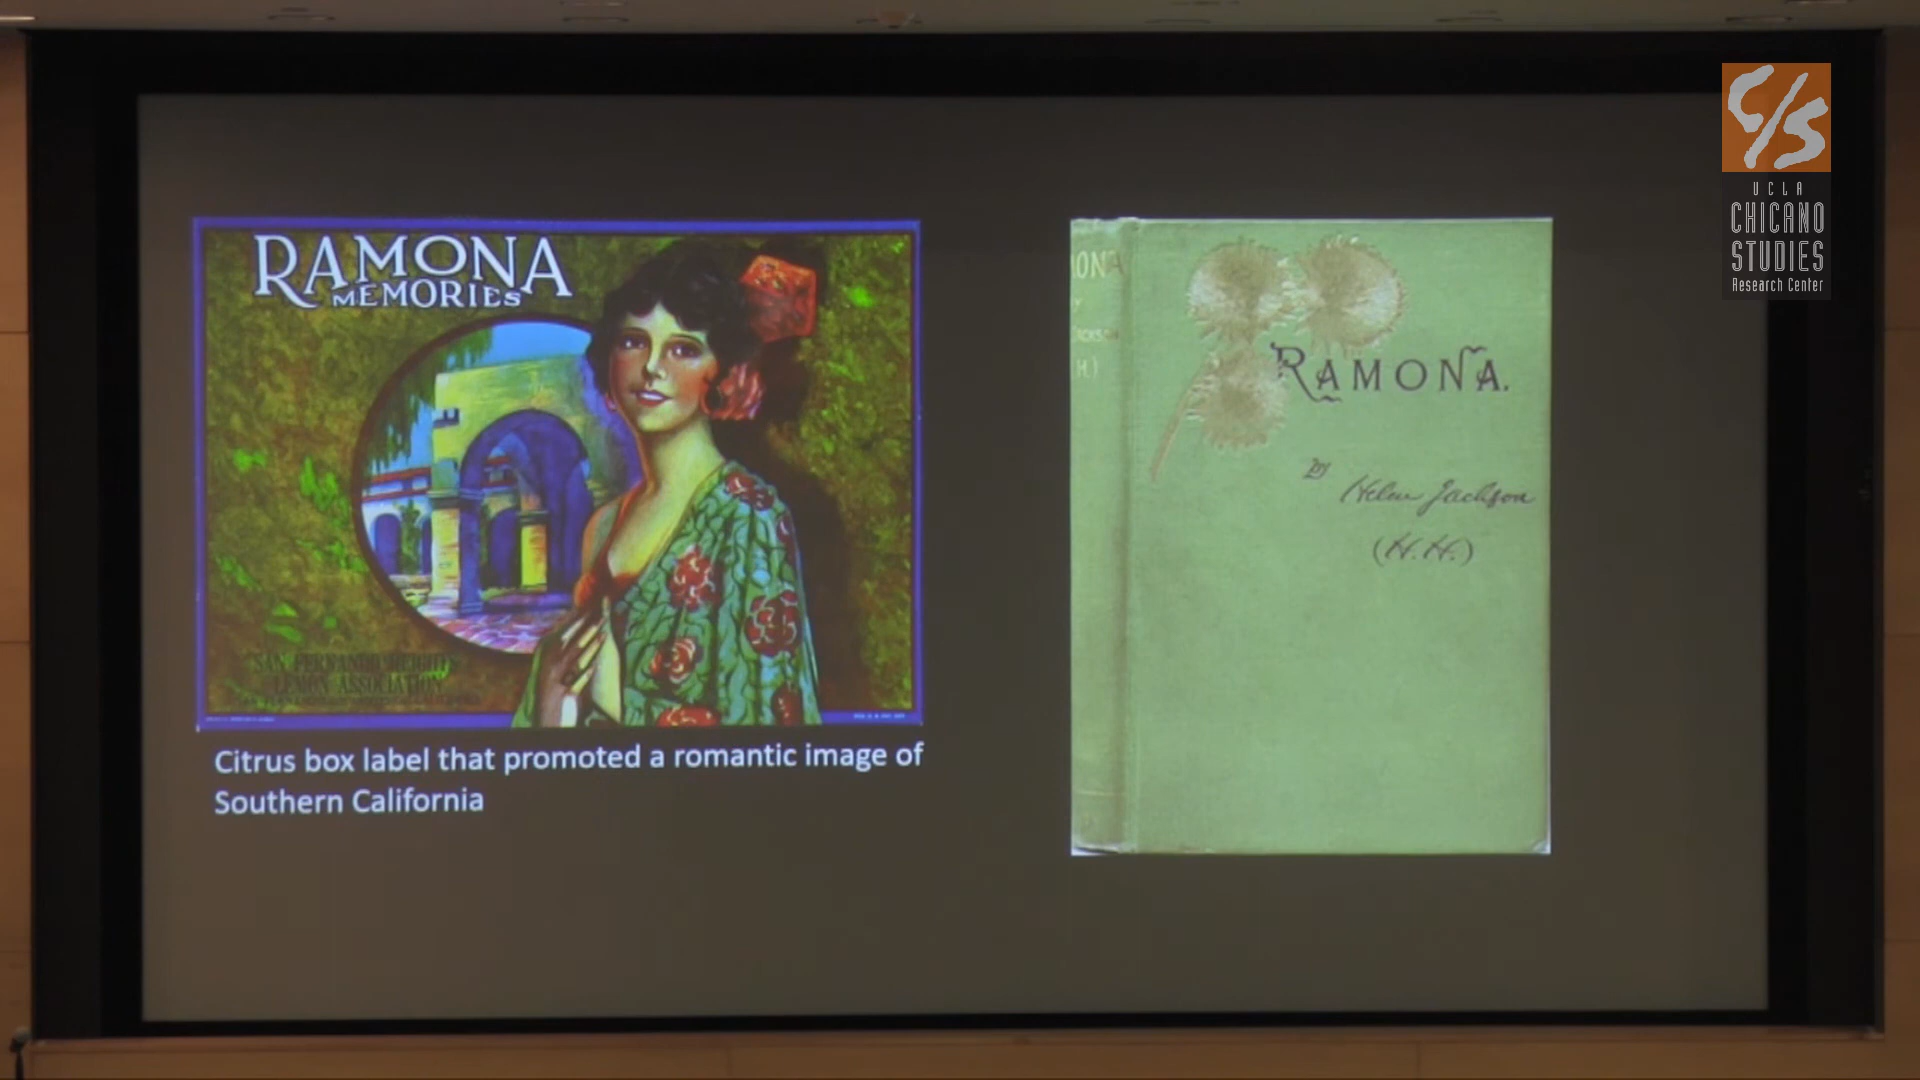 RAMONA
MEMORIES
SAN FERNANDO HEIGHTS
LEMON ASSOCIATION
Citrus box label that promoted a romantic image of
Southern California
RAMONA.
By
Helen Jackson
(H.H.)
JACKSON
H.)
C/S
UCLA
CHICANO
STUDIES
Research Center